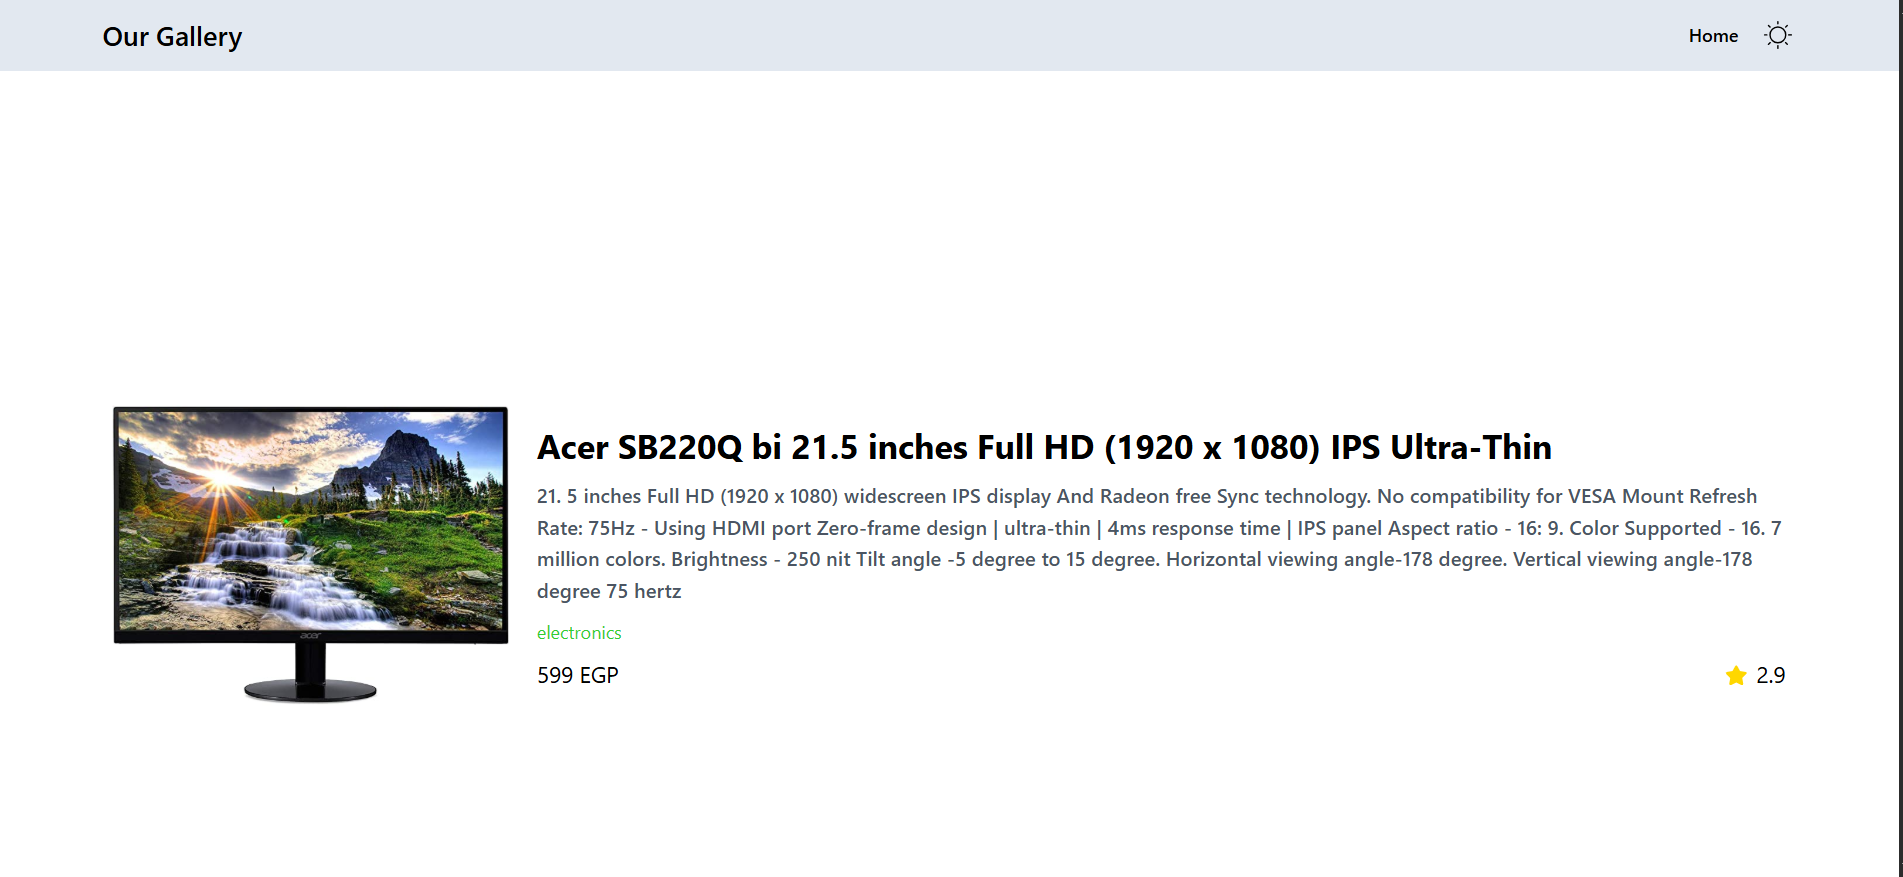 Our Gallery
Home
acer
Acer SB220Q bi 21.5 inches Full HD (1920 x 1080) IPS Ultra-Thin
21. 5 inches Full HD (1920 x 1080) widescreen IPS display And Radeon free Sync technology. No compatibility for VESA Mount Refresh
Rate: 75Hz - Using HDMI port Zero-frame design | ultra-thin | 4ms response time | IPS panel Aspect ratio - 16: 9. Color Supported - 16. 7
million colors. Brightness - 250 nit Tilt angle -5 degree to 15 degree. Horizontal viewing angle-178 degree. Vertical viewing angle-178
degree 75 hertz
electronics
599 EGP
2.9